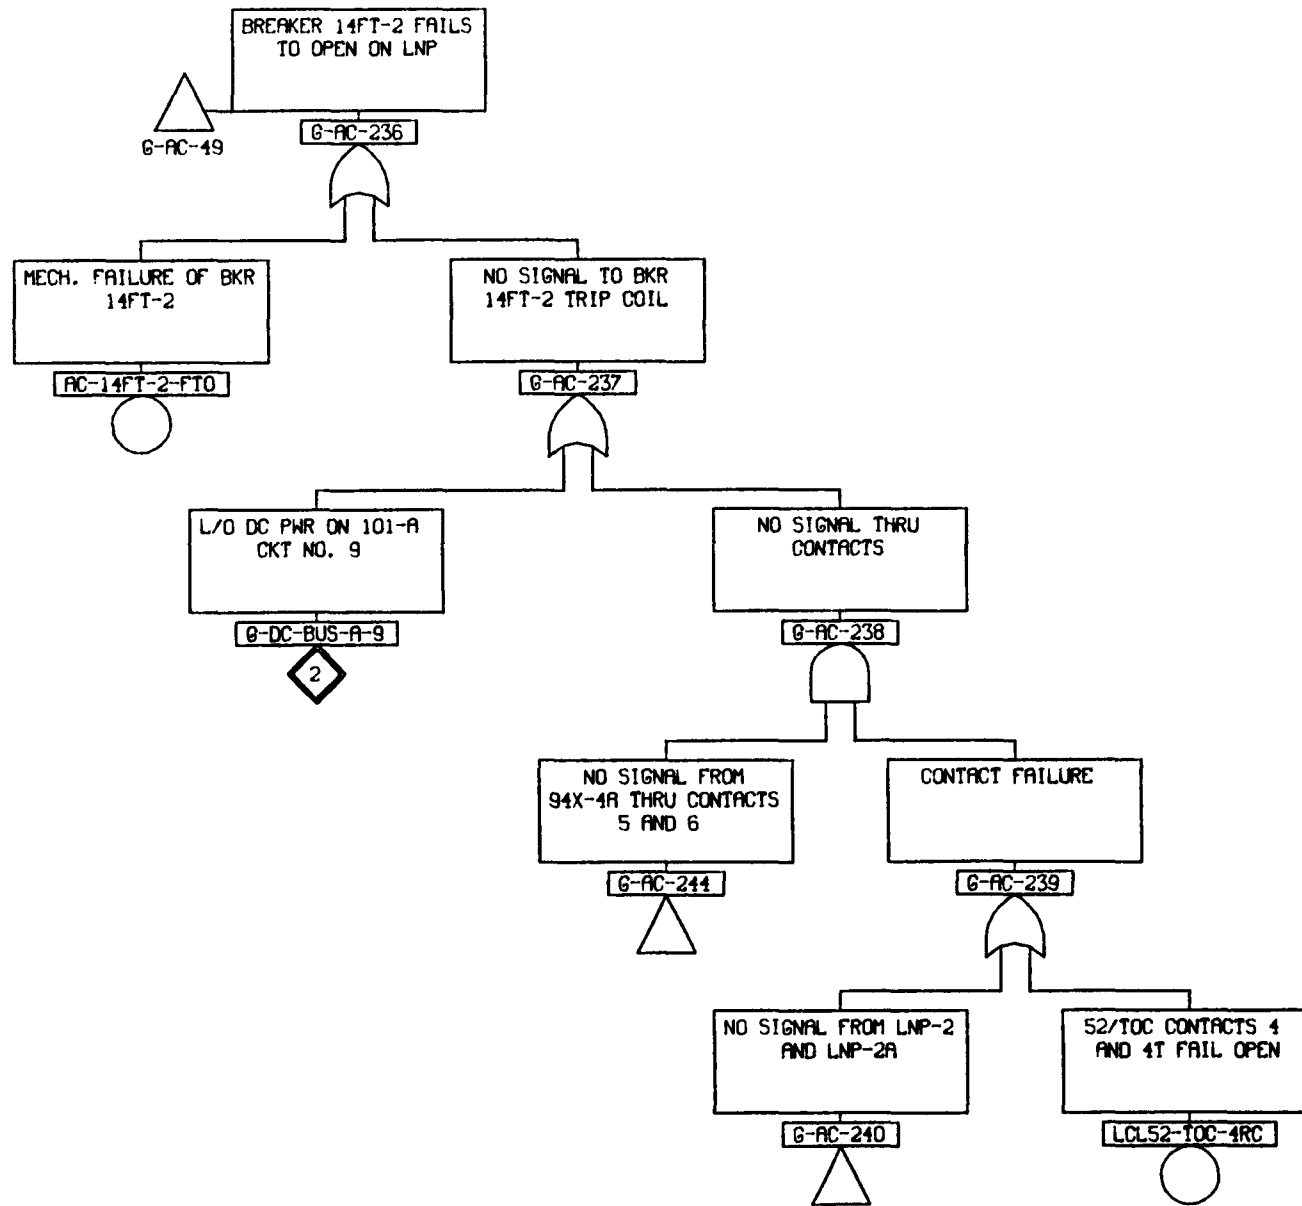 BREAKER 14FT-2 FAILS
TO OPEN ON LNP
G-AC-49
G-AC-236
MECH. FAILURE OF BKR
14FT-2
NO SIGNAL TO BKR
14FT-2 TRIP COIL
AC-14FT-2-FTO
G-AC-237
L/O DC PWR ON 101-A
CKT NO. 9
NO SIGNAL THRU
CONTACTS
G-DC-BUS-A-9
G-AC-238
2
NO SIGNAL FROM
94X-4A THRU CONTACTS
5 AND 6
CONTACT FAILURE
G-AC-244
G-AC-239
NO SIGNAL FROM LNP-2
AND LNP-2A
52/TOC CONTACTS 4
AND 4T FAIL OPEN
G-AC-240
LCL52-TOC-4RC